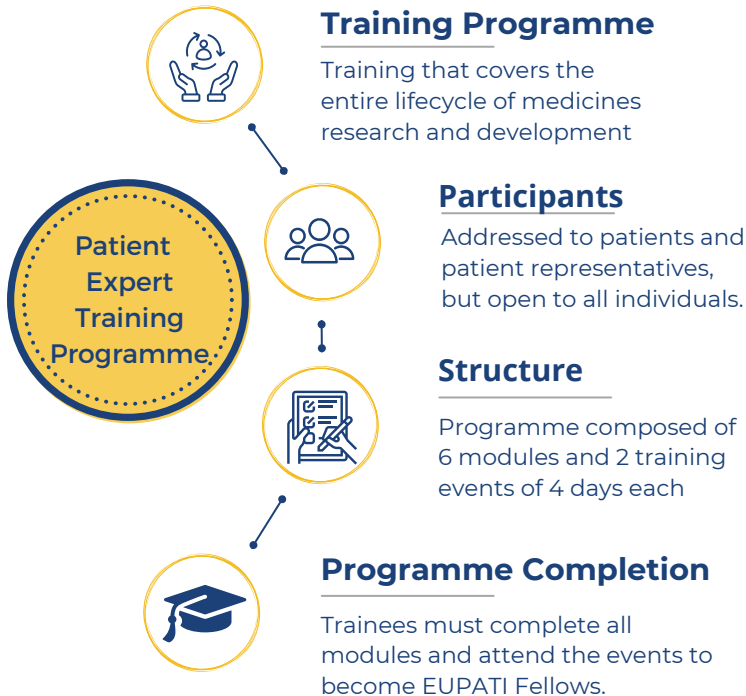 Training Programme
Training that covers the
entire lifecycle of medicines
research and development
Patient
Expert
Training
Programme
Participants
Addressed to patients and
patient representatives,
but open to all individuals.
Structure
Programme composed of
6 modules and 2 training
events of 4 days each
Programme Completion
Trainees must complete all
modules and attend the events to
become EUPATI Fellows.